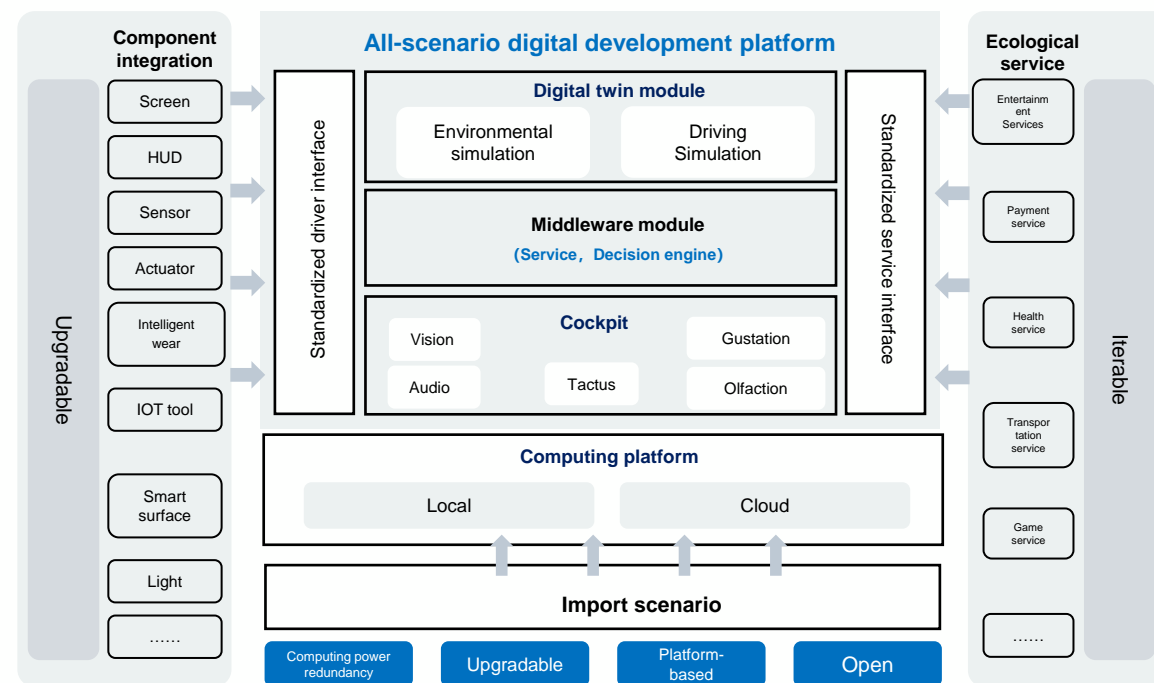 Component
integration
Upgradable
Screen
HUD
Sensor
Actuator
Intelligent
wear
IOT tool
Smart
surface
Light
……
All-scenario digital development platform
Standardized driver interface
Digital twin module
Environmental
simulation
Driving
Simulation
Middleware module
(Service, Decision engine)
Cockpit
Vision
Gustation
Audio
Tactus
Olfaction
Standardized service interface
Computing platform
Local
Cloud
Import scenario
Computing power
redundancy
Upgradable
Platform-
based
Open
Ecological
service
Entertainm
ent
Services
Payment
service
Health
service
Transpor
tation
service
Game
service
……
Iterable